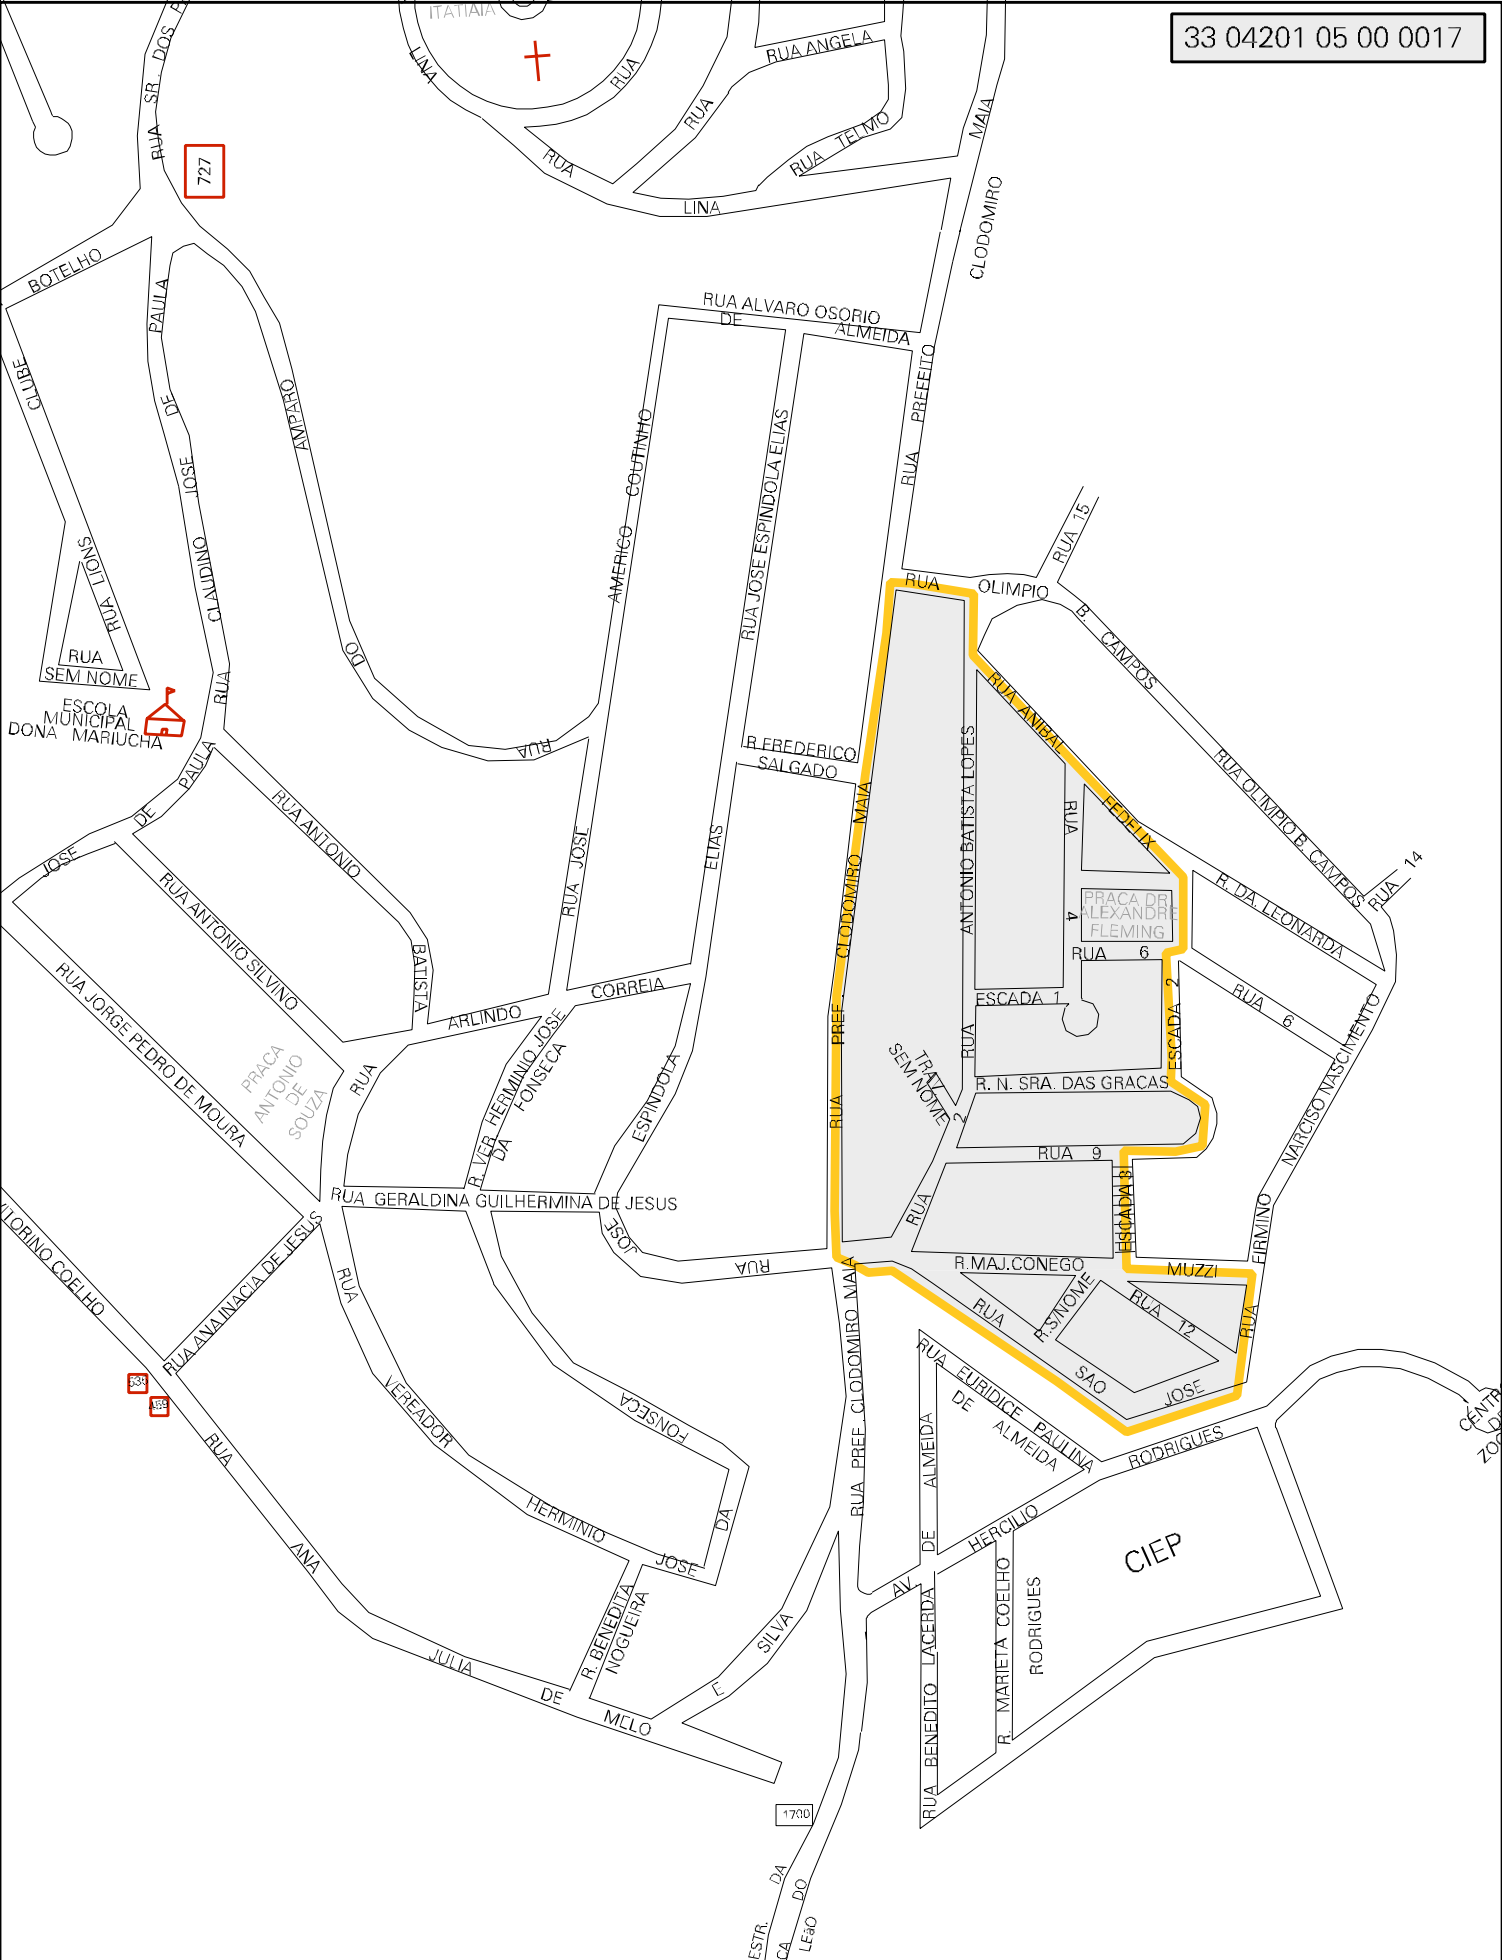 33 04201 05 00 0017
ITATIAIA
LINA
RUA
RUA ANGELA
RUA SR. DOS
RUA
RUA TELMO
MAIA
727
RUA
LINA
CLODOMIRO
BOTELHO
PAULA
RUA ALVARO OSORIO
DE
ALMEIDA
CLUBE
DE
AMPARO
RUA PREFEITO
JOSE
AMERICO COUTINHO
RUA JOSE ESPINDOLA ELIAS
RUA 15
RUA LIONS
CLAUDINO
RUA
OLIMPIO
B. CAMPOS
RUA
SEM NOME
DO
RUA
ESCOLA
MUNICIPAL
DONA MARIUCHA
RUA ANIBAL
FEDELIX
RUA
R FREDERICO
SALGADO
PAULA
DE
JOSE
RUA ANTONIO
BATISTA
RUA OLIMPIO B. CAMPOS
RUA 14
ANTONIO BATISTA LOPES
RUA
RUA
4
CLODOMIRO MAIA
RUA PREF.
ELIAS
RUA JOSE
PRACA DR
ALEXANDRE
FLEMING
R. DA. LEONARDA
RUA ANTONIO SILVINO
RUA 6
RUA 6
RUA JORGE PEDRO DE MOURA
ARLINDO
CORREIA
ESCADA 1
ESCADA 2
PRACA
ANTONIO
DE
SOUZA
RUA
R. VER HERMINIO JOSE
DA
FONSECA
ESPINDOLA
TRAV
SEM NOME
2
R. N. SRA. DAS GRACAS
RUA 9
NARCISO NASCIMENTO
FIRMINO
RUA
ESCADA 3
RUA
RUA GERALDINA GUILHERMINA DE JESUS
JOSE
RUA
R.MAJ.CONEGO
MUZZI
VITORINO COELHO
RUA ANA INACIA DE JESUS
RUA
RUA
SAO
JOSE
R.S/NOME
RUA 12
RUA PREF. CLODOMIRO MAIA
RUA EURIDICE PAULINA
DE ALMEIDA
DE ALMEIDA
VEREADOR
HERMINIO
JOSE
DA
FONSECA
RUA
ANA
JULIA
DE
MELO
E
SILVA
R. BENEDITA
NOGUEIRA
AV
HERCILIO
RODRIGUES
CIEP
RUA BENEDITO LACERDA
R. MARIETA COELHO
RODRIGUES
1700
ESTR. DA
DO
LEãO